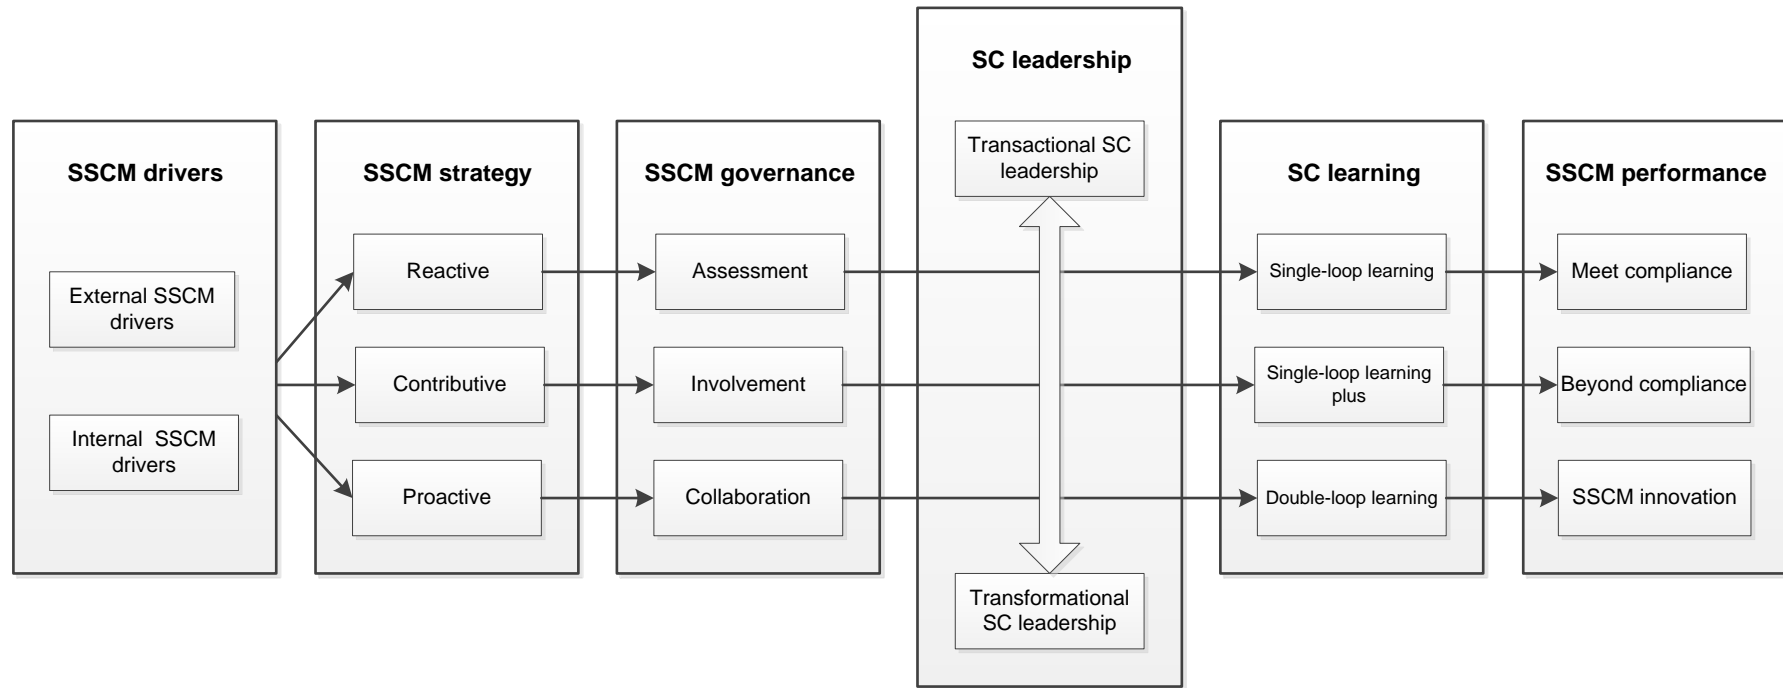 SSCM drivers
External SSCM
drivers
Internal SSCM
drivers
SSCM strategy
Reactive
Contributive
Proactive
SSCM governance
Assessment
Involvement
Collaboration
SC leadership
Transactional SC
leadership
Transformational
SC leadership
SC learning
Single-loop learning
Single-loop learning
plus
Double-loop learning
SSCM performance
Meet compliance
Beyond compliance
SSCM innovation